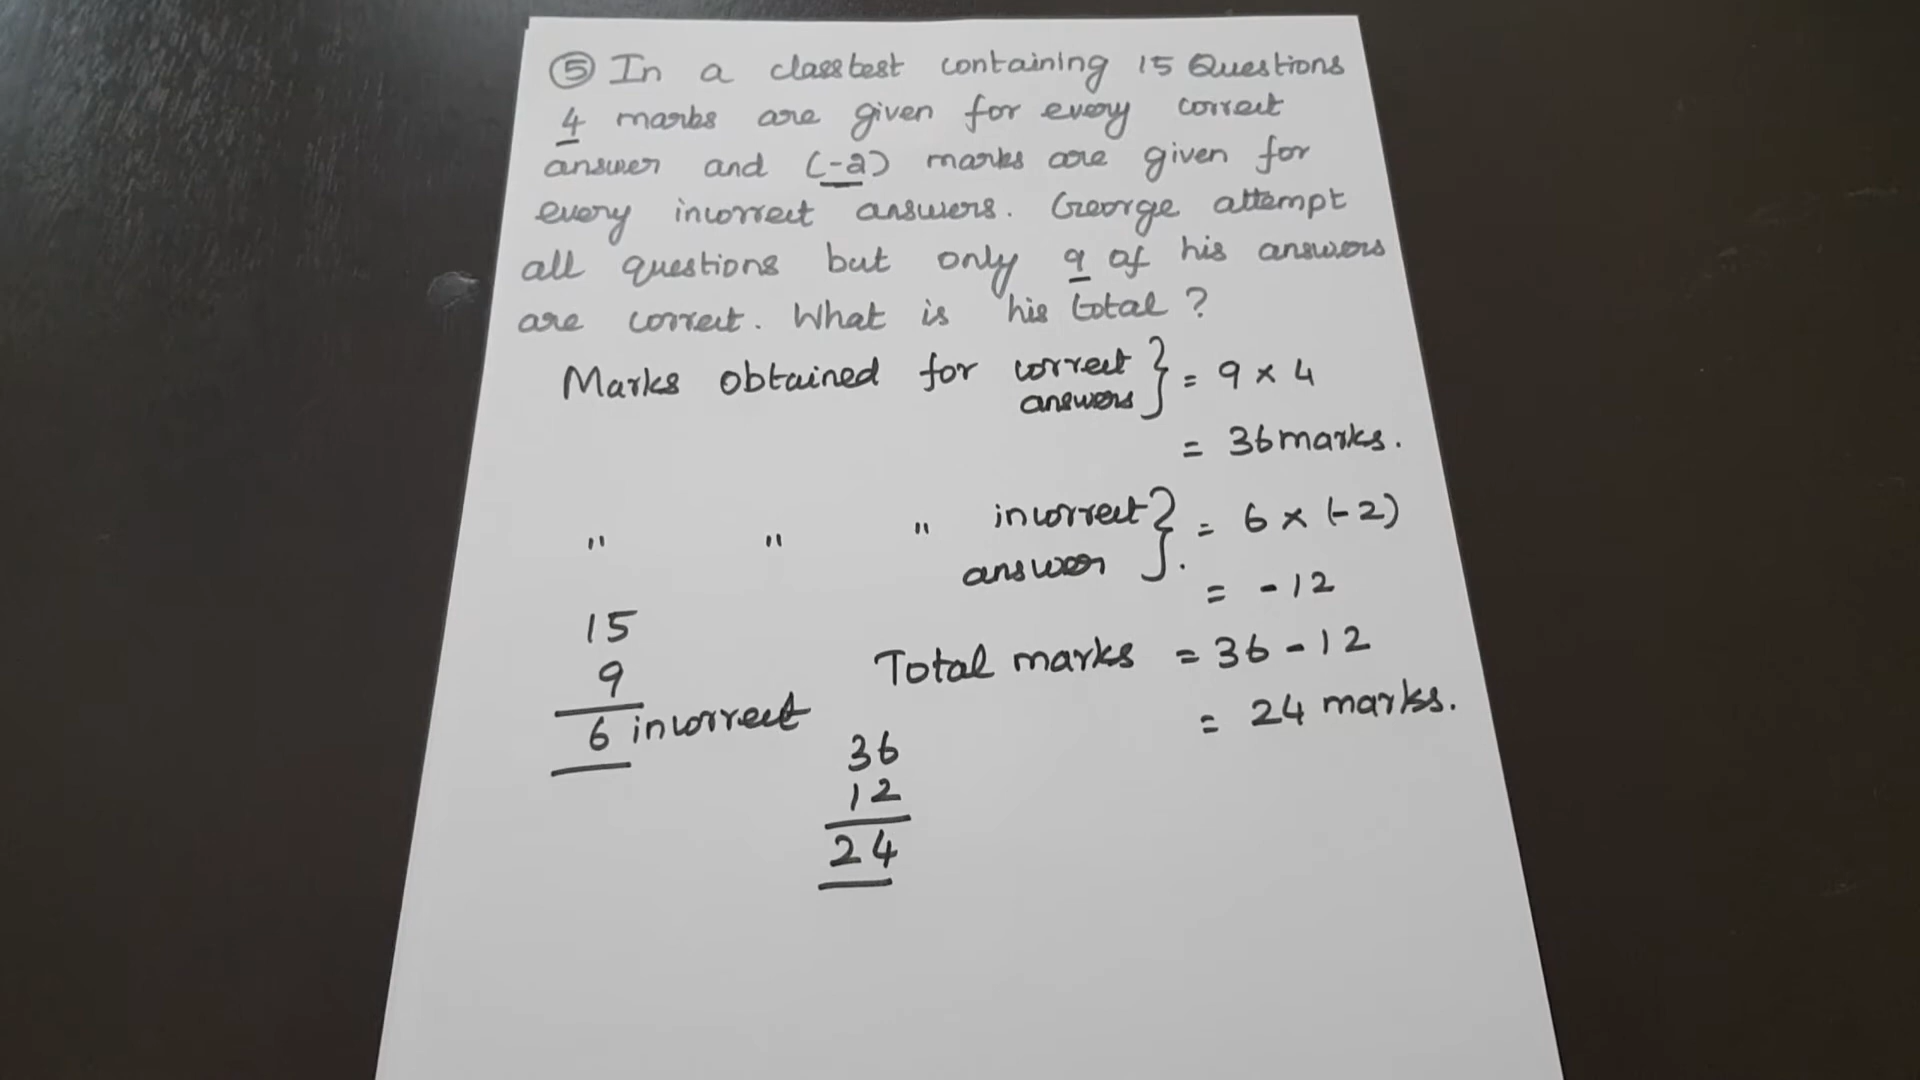 ⑤ In a classtest containing 15 Questions
4 marks are given for every correct
answer and (-2) marks are given for
every incorrect answers. George attempt
all questions but only 9 of his answers
are correct. What is his total?
Marks obtained for correct answers } = 9 × 4
= 36 marks.
" " " incorrect answer } . = 6 × (-2)
= -12
15
9
6 incorrect
Total marks = 36 - 12
= 24 marks.
36
12
24